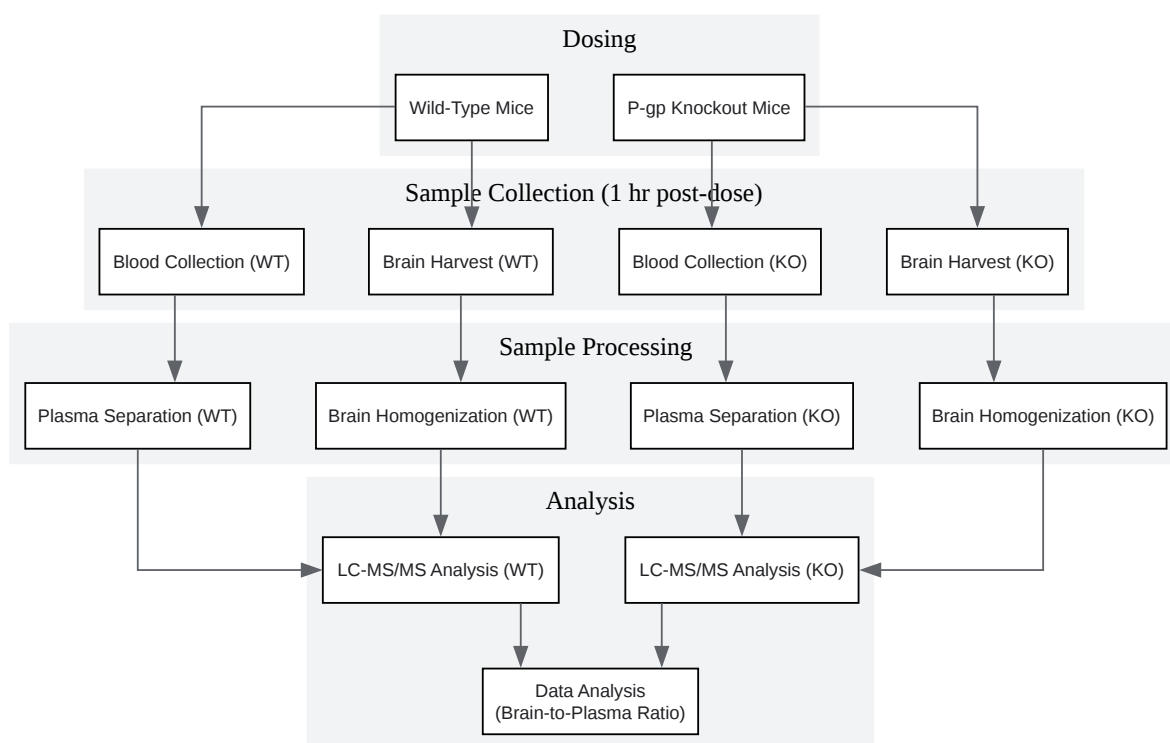 Dosing
Wild-Type Mice
P-gp Knockout Mice
Sample Collection (1 hr post-dose)
Blood Collection (WT)
Brain Harvest (WT)
Blood Collection (KO)
Brain Harvest (KO)
Sample Processing
Plasma Separation (WT)
Brain Homogenization (WT)
Plasma Separation (KO)
Brain Homogenization (KO)
Analysis
LC-MS/MS Analysis (WT)
LC-MS/MS Analysis (KO)
Data Analysis
(Brain-to-Plasma Ratio)